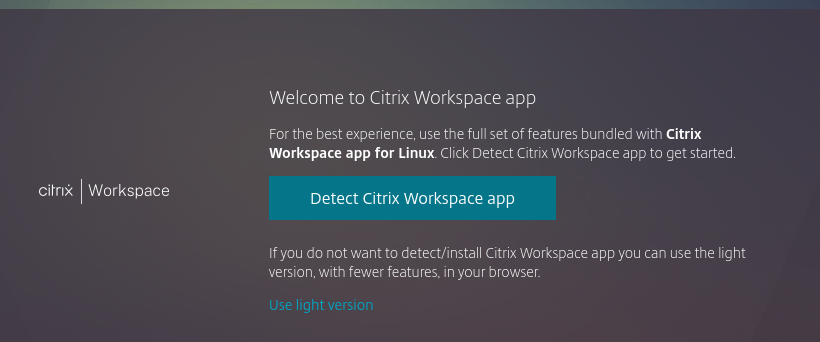 Welcome to Citrix Workspace app
For the best experience, use the full set of features bundled with Citrix
Workspace app for Linux. Click Detect Citrix Workspace app to get started.
citrix | Workspace
Detect Citrix Workspace app
If you do not want to detect/install Citrix Workspace app you can use the light
version, with fewer features, in your browser.
Use light version